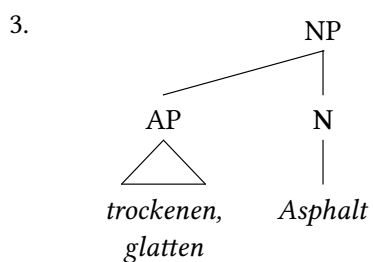 3.
NP
AP
N
trockenen,
glatten
Asphalt